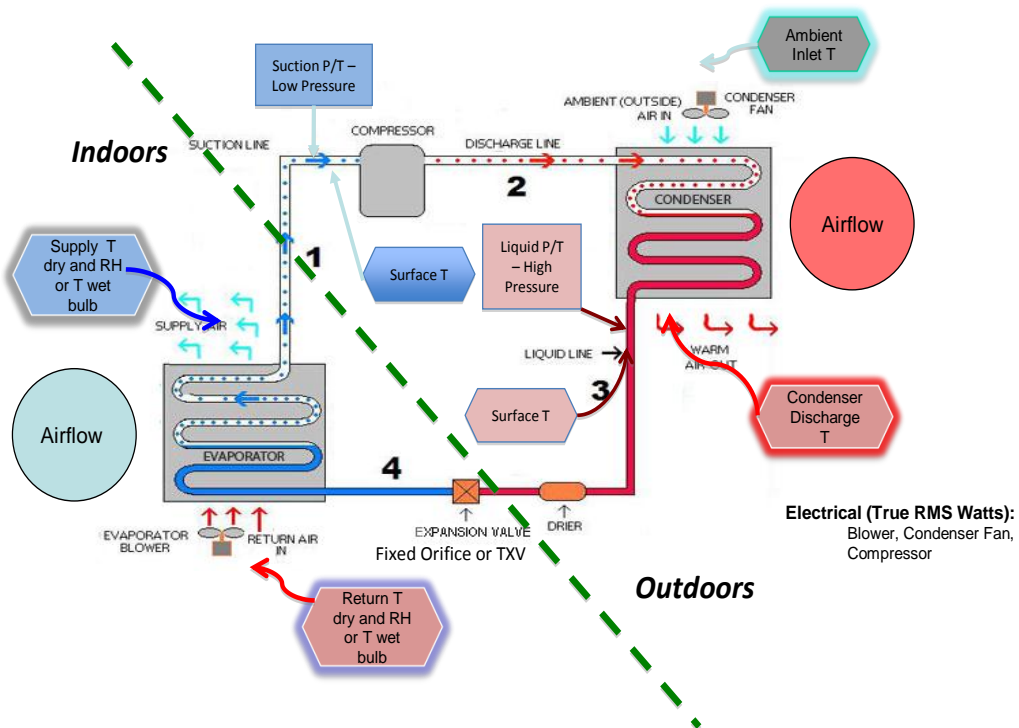 Ambient
Inlet T
Suction P/T –
Low Pressure
AMBIENT (OUTSIDE)
AIR IN
CONDENSER
FAN
COMPRESSOR
Indoors
SUCTION LINE
DISCHARGE LINE
2
CONDENSER
Airflow
Supply T
dry and RH
or T wet
bulb
1
Surface T
Liquid P/T
– High
Pressure
SUPPLY AIR
LIQUID LINE
WARM
AIR OUT
3
Surface T
Condenser
Discharge
T
Airflow
EVAPORATOR
4
EVAPORATOR
BLOWER
RETURN AIR
IN
EXPANSION VALVE
DRIER
Fixed Orifice or TXV
Electrical (True RMS Watts):
Blower, Condenser Fan,
Compressor
Outdoors
Return T
dry and RH
or T wet
bulb